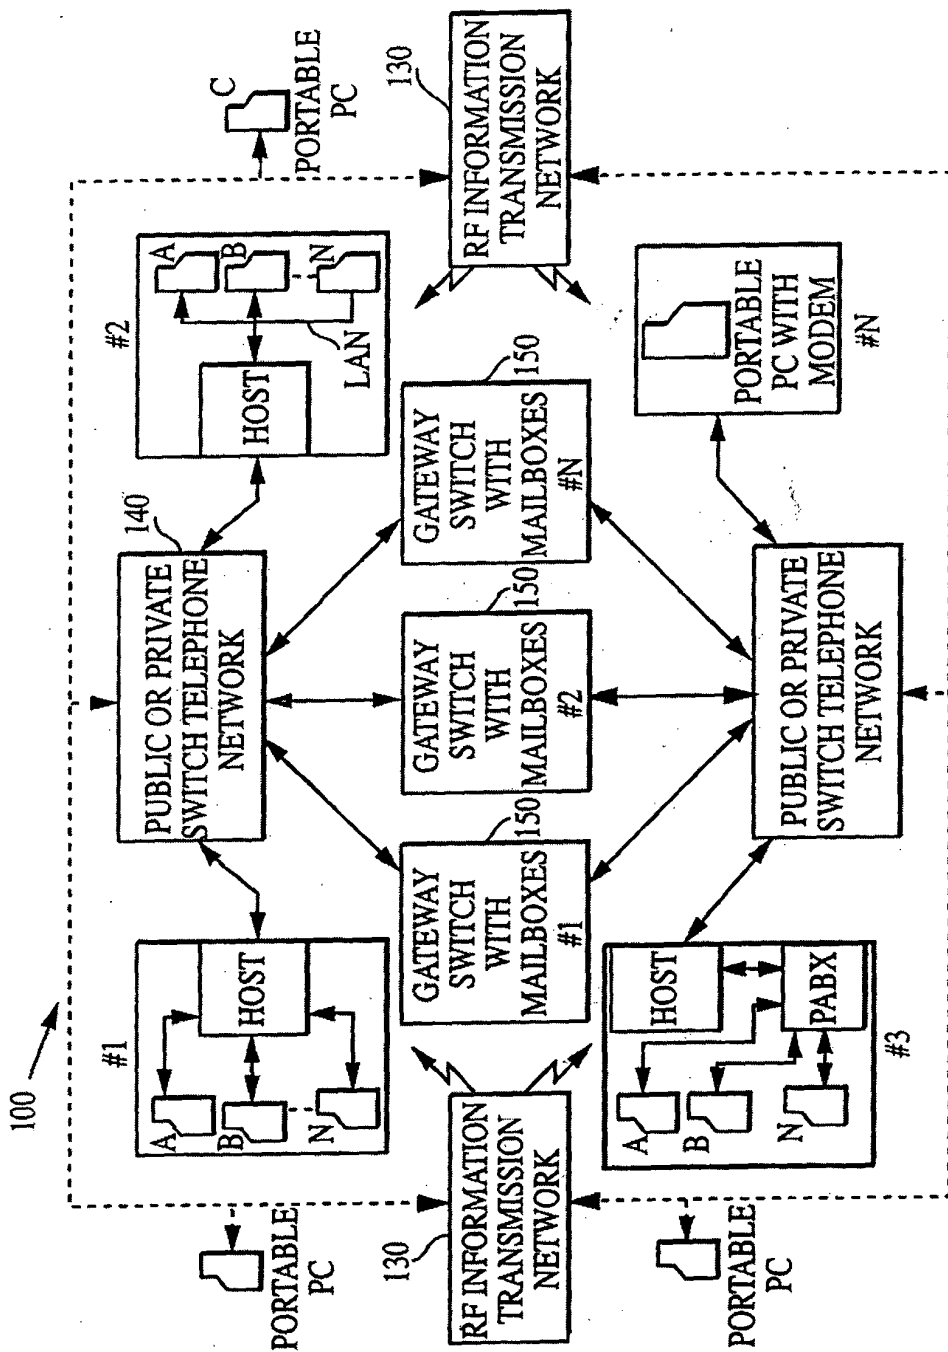 100
PORTABLE
PC
#1
A
B
N
HOST
PUBLIC OR PRIVATE
SWITCH TELEPHONE
NETWORK
140
#2
HOST
A
B
N
LAN
C
PORTABLE
PC
130
RF INFORMATION
TRANSMISSION
NETWORK
150
GATEWAY
SWITCH
WITH
MAILBOXES
#1
150
GATEWAY
SWITCH
WITH
MAILBOXES
#2
150
GATEWAY
SWITCH
WITH
MAILBOXES
#N
130
RF INFORMATION
TRANSMISSION
NETWORK
PORTABLE
PC
A
B
N
HOST
PABX
#3
PUBLIC OR PRIVATE
SWITCH TELEPHONE
NETWORK
PORTABLE
PC WITH
MODEM
#N